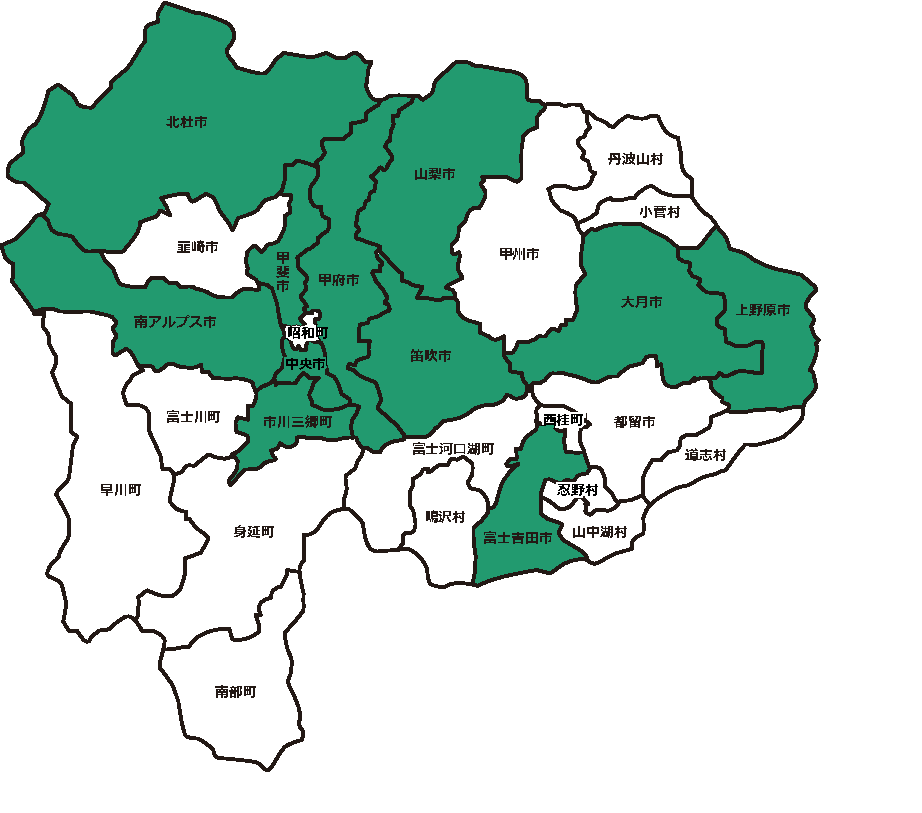 北杜市
丹波山村
山梨市
小菅村
韮崎市
甲州市
甲斐市
甲府市
大月市
上野原市
南アルプス市
昭和町
笛吹市
中央市
富士川町
市川三郷町
西桂町
都留市
富士河口湖町
道志村
早川町
忍野村
鳴沢村
身延町
山中湖村
富士吉田市
南部町